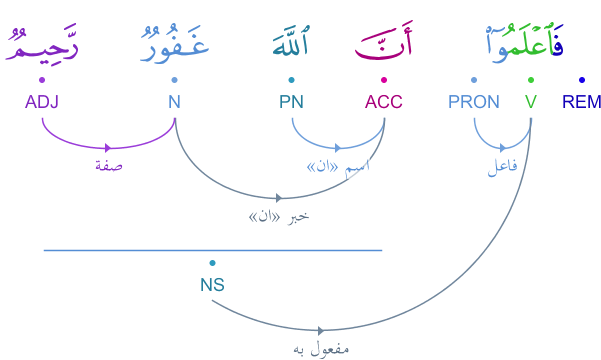 فَٱعْلَمُوٓا۟ أَنَّ ٱللَّهَ غَفُورٌ رَّحِيمٌ
REM V PRON ACC PN N ADJ
فاعل اسم «ان» صفة
خبر «ان»
NS
مفعول به